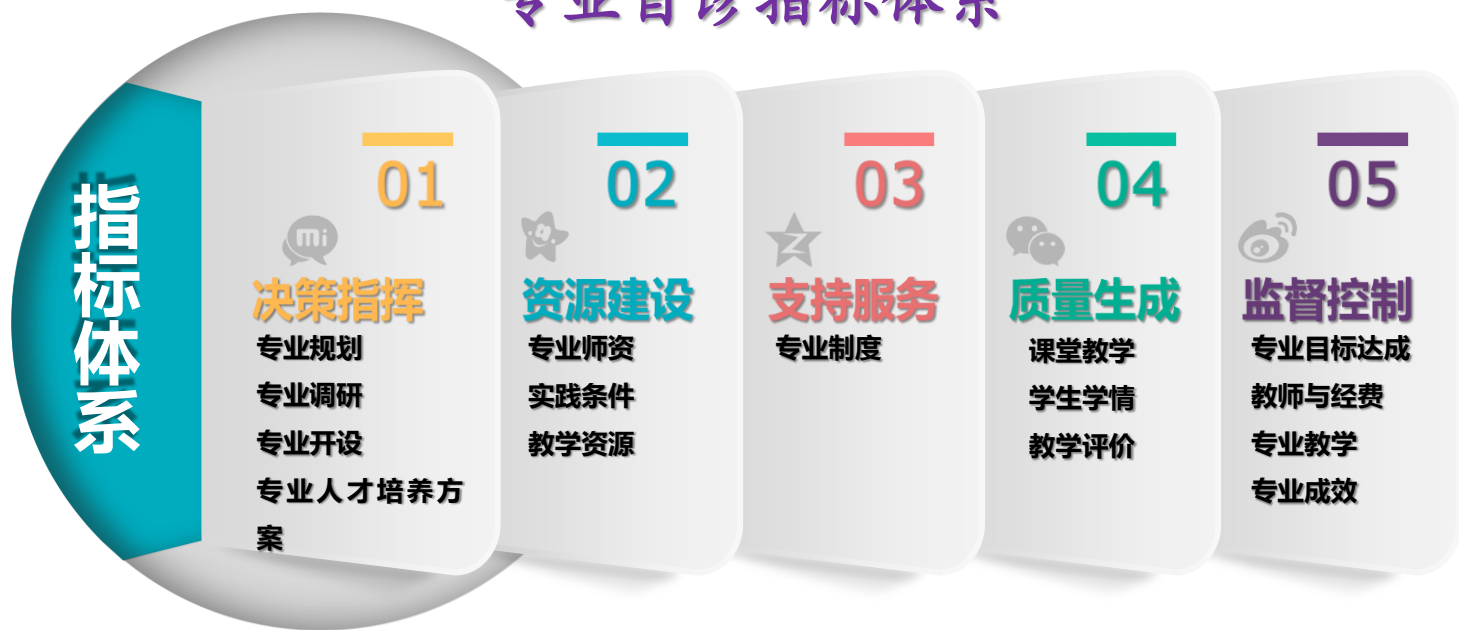 专业自诊指标体系
指标体系
01
mi
决策指挥
专业规划
专业调研
专业开设
专业人才培养方
案
02
资源建设
专业师资
实践条件
教学资源
03
支持服务
专业制度
04
质量生成
课堂教学
学生学情
教学评价
05
监督控制
专业目标达成
教师与经费
专业教学
专业成效